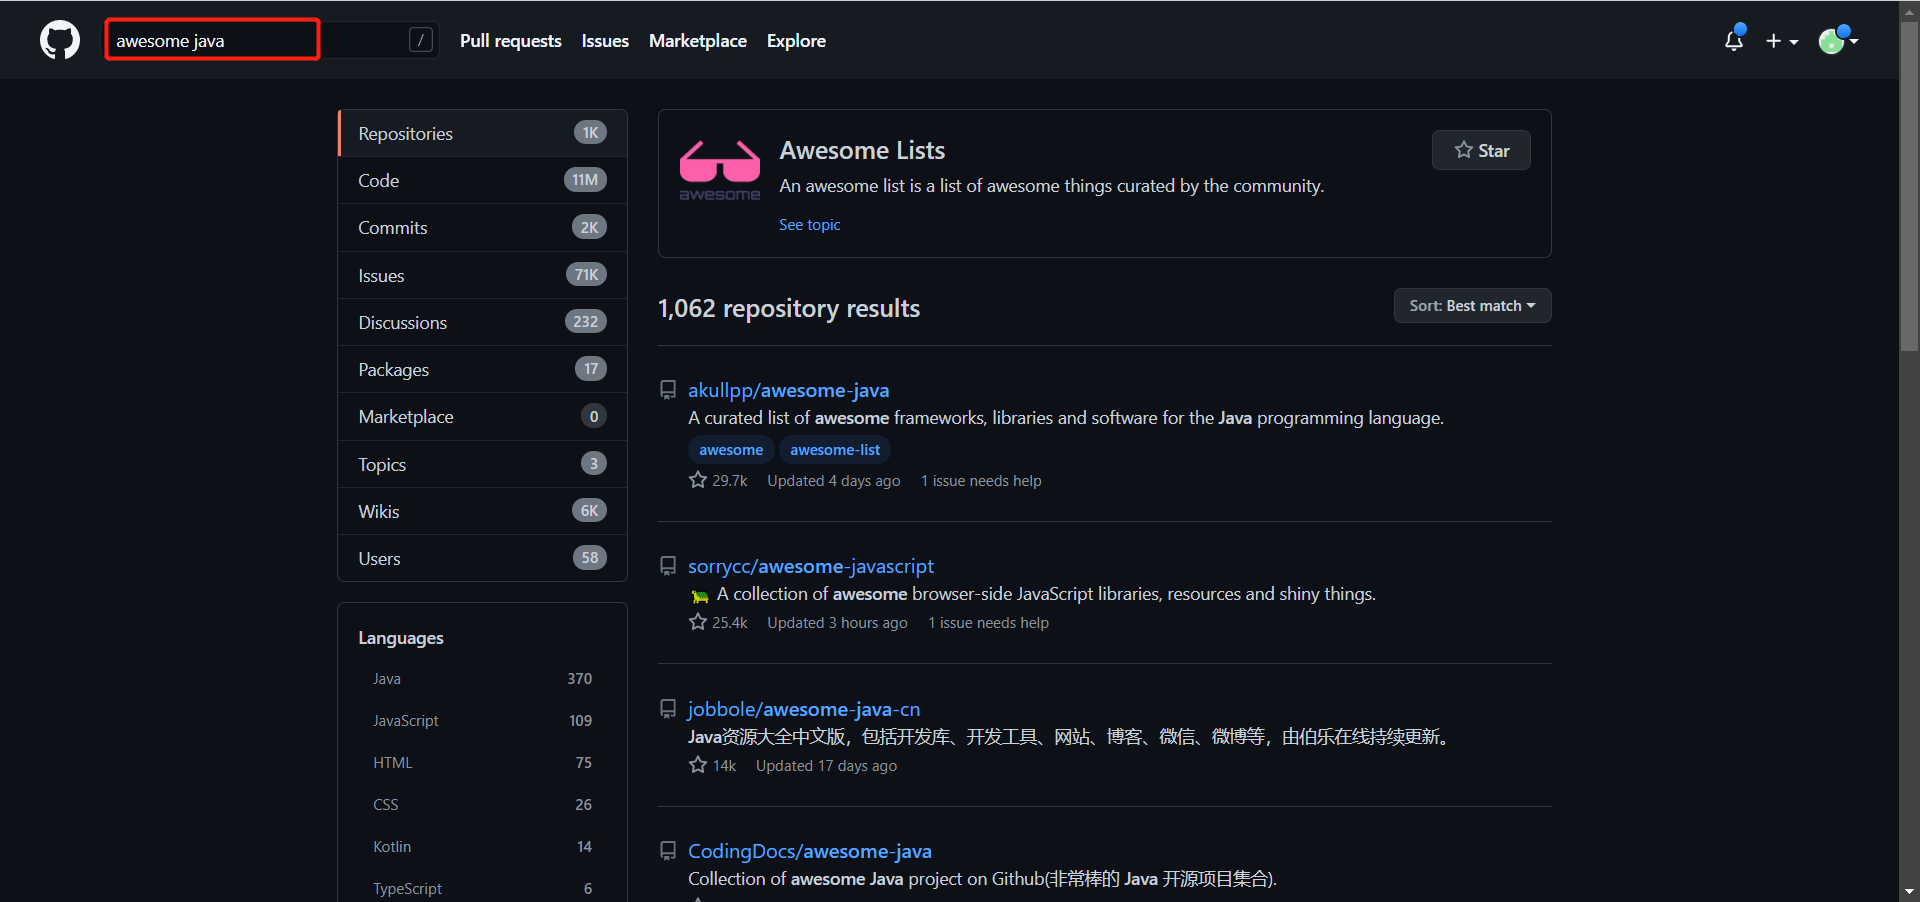 awesome java
/
Pull requests Issues Marketplace Explore
Repositories 1K
Code 11M
Commits 2K
Issues 71K
Discussions 232
Packages 17
Marketplace 0
Topics 3
Wikis 6K
Users 58
Languages
Java 370
JavaScript 109
HTML 75
CSS 26
Kotlin 14
TypeScript 6
awesome
Awesome Lists
Star
An awesome list is a list of awesome things curated by the community.
See topic
1,062 repository results
Sort: Best match
akullpp/awesome-java
A curated list of awesome frameworks, libraries and software for the Java programming language.
awesome awesome-list
29.7k Updated 4 days ago 1 issue needs help
sorrycc/awesome-javascript
🐢 A collection of awesome browser-side JavaScript libraries, resources and shiny things.
25.4k Updated 3 hours ago 1 issue needs help
jobbole/awesome-java-cn
Java资源大全中文版，包括开发库、开发工具、网站、博客、微信、微博等，由伯乐在线持续更新。
14k Updated 17 days ago
CodingDocs/awesome-java
Collection of awesome Java project on Github(非常棒的 Java 开源项目集合).